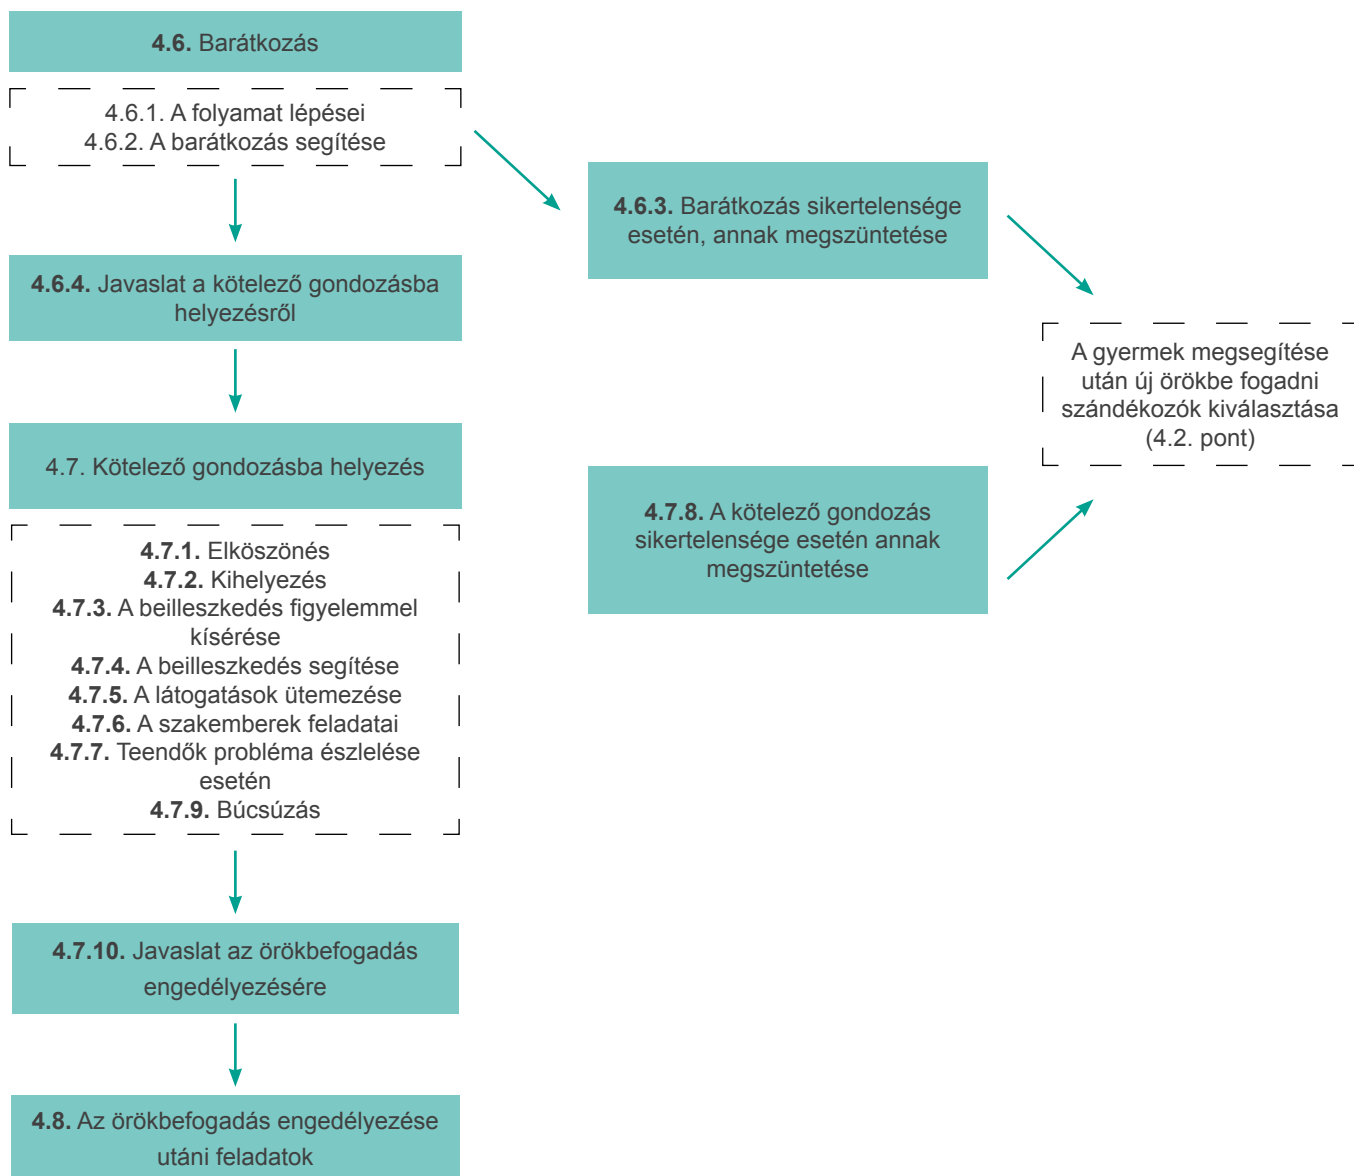 4.6. Barátkozás
4.6.1. A folyamat lépései
4.6.2. A barátkozás segítése
4.6.3. Barátkozás sikertelensége
esetén, annak megszüntetése
4.6.4. Javaslat a kötelező gondozásba
helyezésről
A gyermek megsegítése
után új örökbe fogadni
szándékozók kiválasztása
(4.2. pont)
4.7. Kötelező gondozásba helyezés
4.7.8. A kötelező gondozás
sikertelensége esetén annak
megszüntetése
4.7.1. Elköszönés
4.7.2. Kihelyezés
4.7.3. A beilleszkedés figyelemmel
kísérése
4.7.4. A beilleszkedés segítése
4.7.5. A látogatások ütemezése
4.7.6. A szakemberek feladatai
4.7.7. Teendők probléma észlelése
esetén
4.7.9. Búcsúzás
4.7.10. Javaslat az örökbefogadás
engedélyezésére
4.8. Az örökbefogadás engedélyezése
utáni feladatok